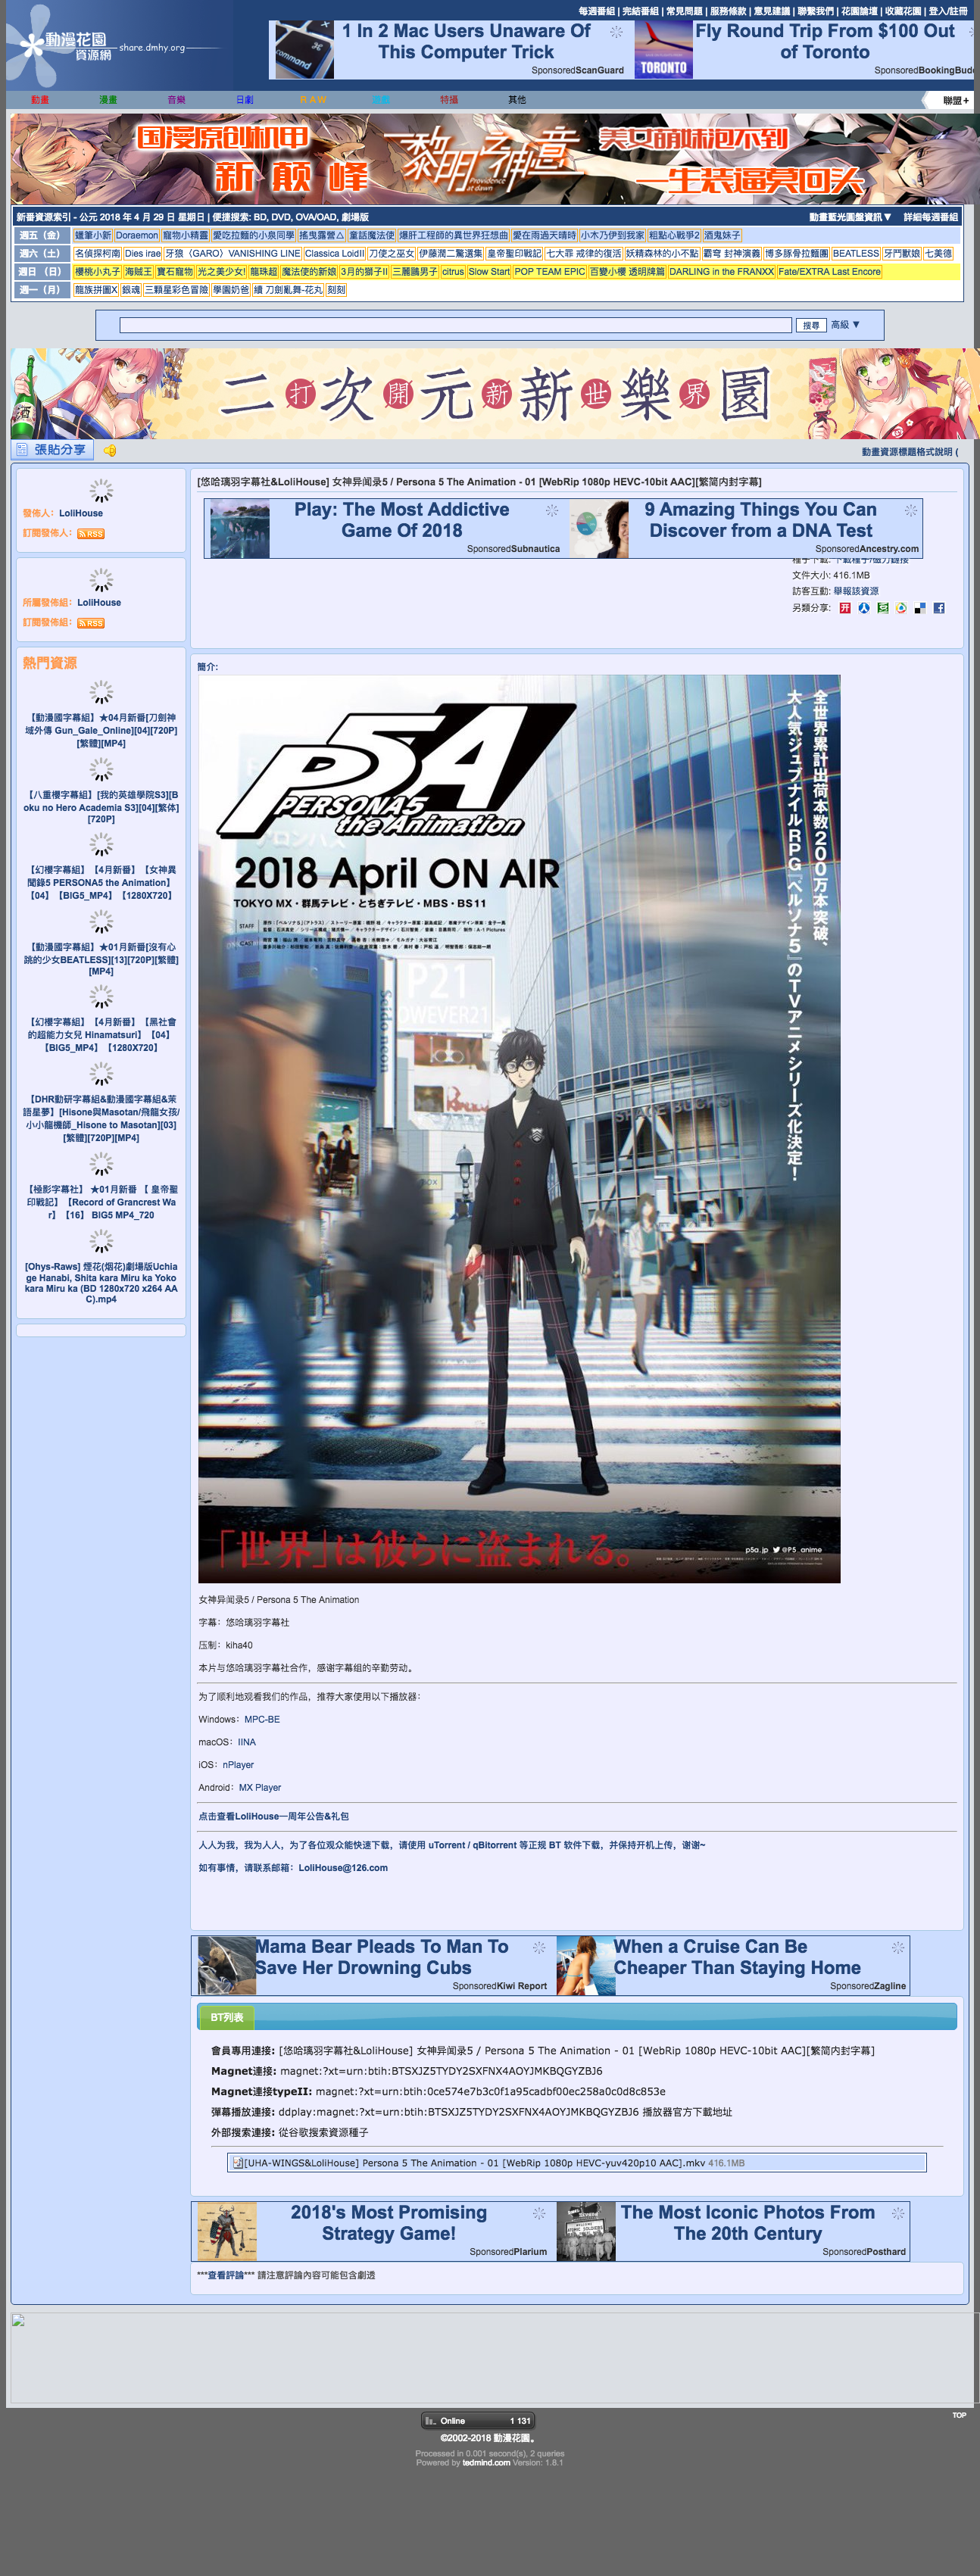 每週番組 | 完結番組 | 常見問題 | 服務條款 | 意見建議 | 聯繫我們 | 花園論壇 | 收藏花園 | 登入/註冊
動漫花園
資源網
share.dmhy.org
1 In 2 Mac Users Unaware Of This Computer Trick
SponsoredScanGuard
Fly Round Trip From $100 Out of Toronto
SponsoredBookingBudd
動畫 漫畫 音樂 日劇 RAW 特攝 其他
聯盟+
国漫原创机甲
新巅峰
黎明之神意
Providence at dawn
美男萌妹泡不到
一生装逼莫回头
新番資源索引 - 公元 2018 年 4 月 29 日 星期日 | 便捷搜索: BD, DVD, OVA/OAD, 劇場版
動畫藍光圖盤資訊▼ 詳細每週番組
週五（金） 蠟筆小新 Doraemon 寵物小精靈 愛吃拉麵的小泉同學 搖曳露營△ 童話魔法使 爆肝工程師的異世界狂想曲 愛在雨過天晴時 小木乃伊到我家 粗點心戰爭2 酒鬼妹子
週六（土） 名偵探柯南 Dies irae 牙狼〈GARO〉VANISHING LINE Classica LoidII 刀使之巫女 伊藤潤二驚選集 皇帝聖印戰記 七大罪 戒律的復活 妖精森林的小不點 霸穹 封神演義 博多豚骨拉麵團 BEATLESS 牙鬥獸娘 七美德
週日 （日） 櫻桃小丸子 海賊王 寶石寵物 光之美少女! 龍珠超 魔法使的新娘 3月的獅子II 三麗鷗男子 citrus Slow Start POP TEAM EPIC 百變小櫻 透明牌篇 DARLING in the FRANXX Fate/EXTRA Last Encore
週一（月） 龍族拼圖X 銀魂 三顆星彩色冒險 學園奶爸 續 刀劍亂舞-花丸 刻刻
搜尋 高級 ▼
二次元新世界
打開新樂園
酒
張貼分享
動畫資源標題格式說明 (
發佈人: LoliHouse
訂閱發佈人: RSS
所屬發佈組: LoliHouse
訂閱發佈組: RSS
熱門資源
【動漫國字幕組】★04月新番[刀劍神域外傳 Gun_Gale_Online][04][720P][繁體][MP4]
【八重櫻字幕組】[我的英雄學院S3][Boku no Hero Academia S3][04][繁体][720P]
【幻櫻字幕組】【4月新番】【女神異聞錄5 PERSONA5 the Animation】【04】【BIG5_MP4】【1280X720】
【動漫國字幕組】★01月新番[沒有心跳的少女BEATLESS][13][720P][繁體][MP4]
【幻櫻字幕組】【4月新番】【黑社會的超能力女兒 Hinamatsuri】【04】【BIG5_MP4】【1280X720】
【DHR動研字幕組&動漫國字幕組&茉語星夢】[Hisone與Masotan/飛龍女孩/小小龍機師_Hisone to Masotan][03][繁體][720P][MP4]
【極影字幕社】 ★01月新番 【 皇帝聖印戰記】【Record of Grancrest War】【16】 BIG5 MP4_720
[Ohys-Raws] 煙花(烟花)劇場版Uchiage Hanabi, Shita kara Miru ka Yoko kara Miru ka (BD 1280x720 x264 AAC).mp4
[悠哈璃羽字幕社&LoliHouse] 女神异闻录5 / Persona 5 The Animation - 01 [WebRip 1080p HEVC-10bit AAC][繁简内封字幕]
Play: The Most Addictive Game Of 2018
SponsoredSubnautica
9 Amazing Things You Can Discover from a DNA Test
SponsoredAncestry.com
種子下載: 下載種子/磁力鏈接
文件大小: 416.1MB
訪客互動: 舉報該資源
另類分享:
簡介:
P5A
PERSONA5
the Animation
2018 April ON AIR
TOKYO MX・群馬テレビ・とちぎテレビ・MBS・BS11
STAFF
CAST
全世界累計出荷本数200万本突破、
大人気ジュブナイルRPG『ペルソナ5』のTVアニメシリーズ化決定！
P21
DWEVER21
「世界」は彼らに盗まれる。
p5a.jp @P5_anime
女神异闻录5 / Persona 5 The Animation
字幕：悠哈璃羽字幕社
压制：kiha40
本片与悠哈璃羽字幕社合作，感谢字幕组的辛勤劳动。
为了顺利地观看我们的作品，推荐大家使用以下播放器：
Windows：MPC-BE
macOS：IINA
iOS：nPlayer
Android：MX Player
点击查看LoliHouse一周年公告&礼包
人人为我，我为人人，为了各位观众能快速下载，请使用 uTorrent / qBitorrent 等正规 BT 软件下载，并保持开机上传，谢谢~
如有事情，请联系邮箱：LoliHouse@126.com
Mama Bear Pleads To Man To Save Her Drowning Cubs
SponsoredKiwi Report
When a Cruise Can Be Cheaper Than Staying Home
SponsoredZagline
BT列表
會員專用連接: [悠哈璃羽字幕社&LoliHouse] 女神异闻录5 / Persona 5 The Animation - 01 [WebRip 1080p HEVC-10bit AAC][繁简内封字幕]
Magnet連接: magnet:?xt=urn:btih:BTSXJZ5TYDY2SXFNX4AOYJMKBQGYZBJ6
Magnet連接typeII: magnet:?xt=urn:btih:0ce574e7b3c0f1a95cadbf00ec258a0c0d8c853e
彈幕播放連接: ddplay:magnet:?xt=urn:btih:BTSXJZ5TYDY2SXFNX4AOYJMKBQGYZBJ6 播放器官方下載地址
外部搜索連接: 從谷歌搜索資源種子
[UHA-WINGS&LoliHouse] Persona 5 The Animation - 01 [WebRip 1080p HEVC-yuv420p10 AAC].mkv 416.1MB
2018's Most Promising Strategy Game!
SponsoredPlarium
The Most Iconic Photos From The 20th Century
SponsoredPosthard
***查看評論*** 請注意評論內容可能包含劇透
Online 1 131
TOP
©2002-2018 動漫花園。
Processed in 0.001 second(s), 2 queries
Powered by tedmind.com Version: 1.8.1